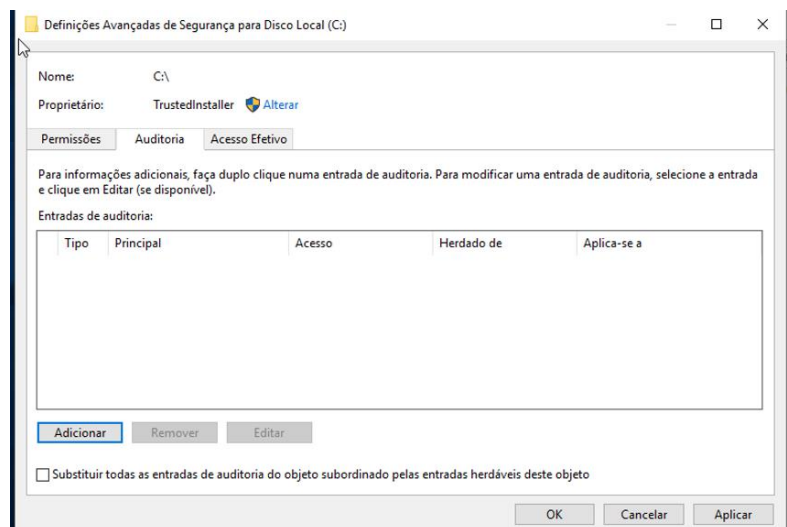 Definições Avançadas de Segurança para Disco Local (C:)
Nome: C:\
Proprietário: TrustedInstaller Alterar
Permissões Auditoria Acesso Efetivo
Para informações adicionais, faça duplo clique numa entrada de auditoria. Para modificar uma entrada de auditoria, selecione a entrada
e clique em Editar (se disponível).
Entradas de auditoria:
Tipo Principal Acesso Herdado de Aplica-se a
Adicionar Remover Editar
Substituir todas as entradas de auditoria do objeto subordinado pelas entradas herdáveis deste objeto
OK Cancelar Aplicar